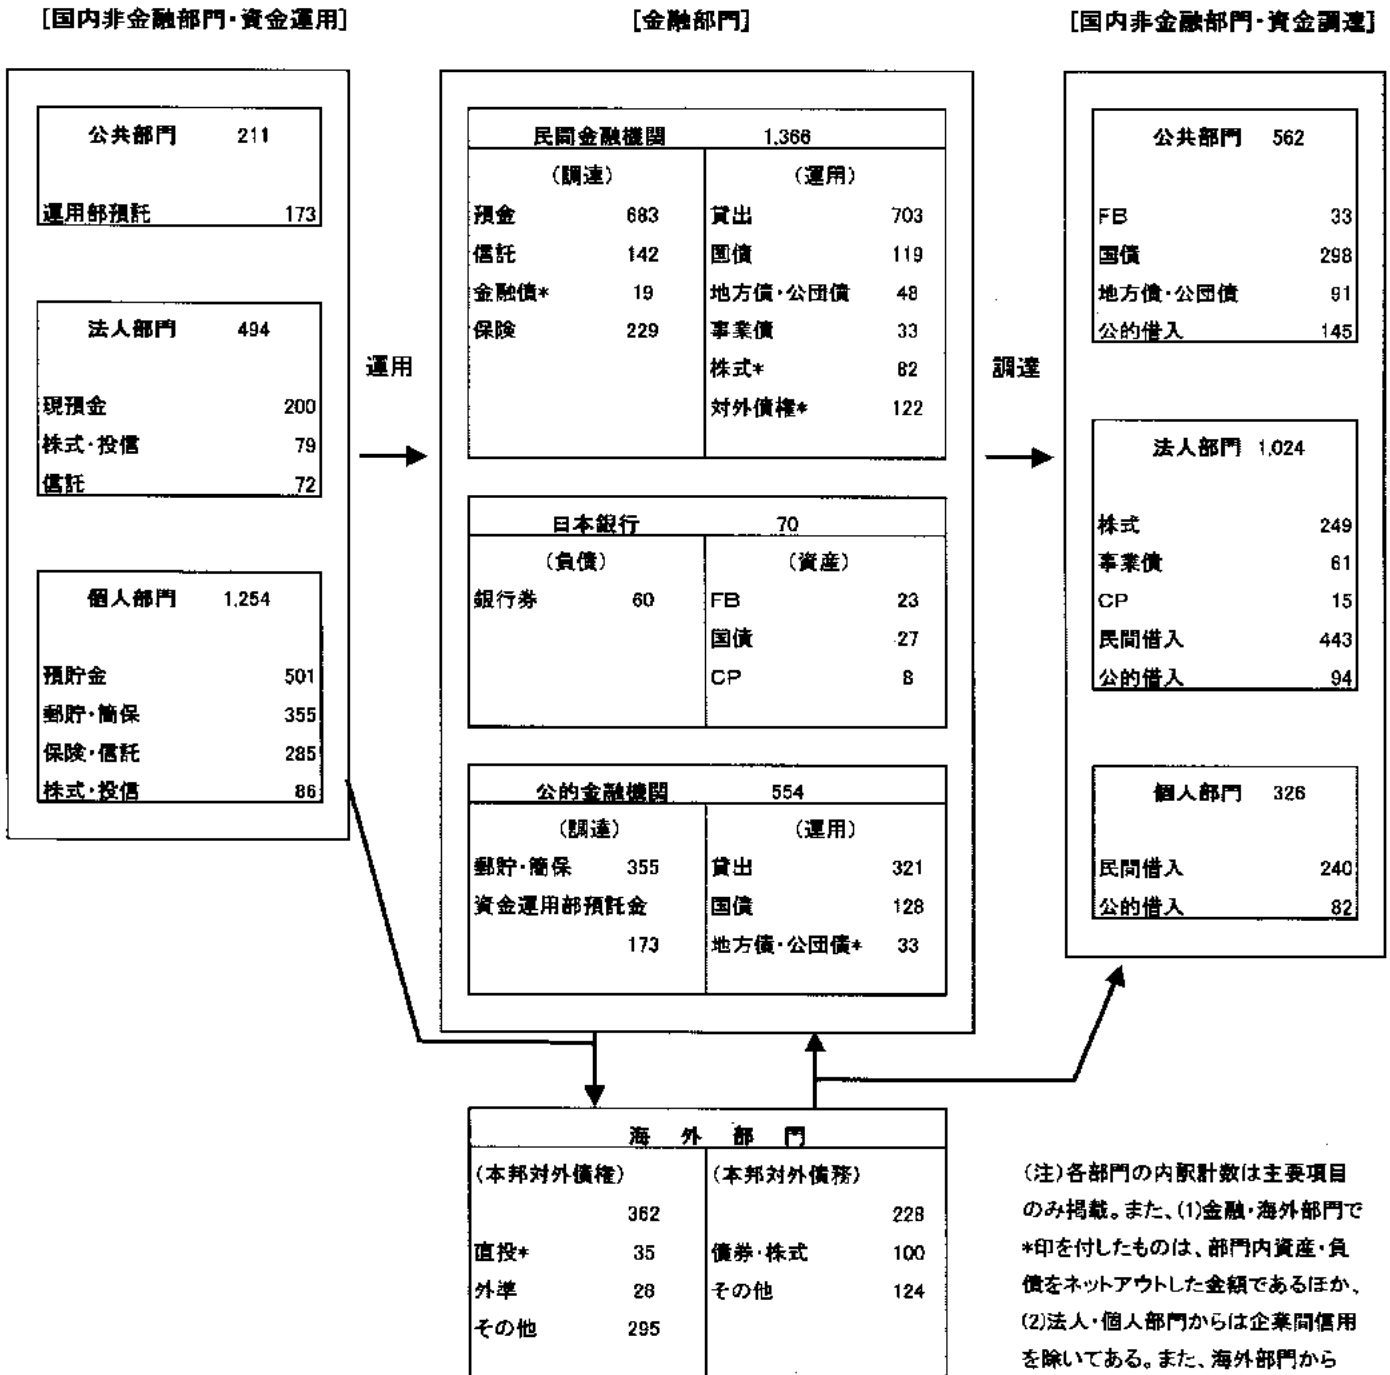 [国内非金融部門・資金運用]
[金融部門]
[国内非金融部門・資金調達]
公共部門 211
運用部預託 173
法人部門 494
現預金 200
株式・投信 79
信託 72
個人部門 1,254
預貯金 501
郵貯・簡保 355
保険・信託 285
株式・投信 86
運用
民間金融機関 1,366
(調達) (運用)
預金 683 貸出 703
信託 142 国債 119
金融債* 19 地方債・公団債 48
保険 229 事業債 33
株式* 82
対外債権* 122
日本銀行 70
(負債) (資産)
銀行券 60 FB 23
国債 27
CP 8
公的金融機関 554
(調達) (運用)
郵貯・簡保 355 貸出 321
資金運用部預託金 国債 128
173 地方債・公団債* 33
調達
公共部門 562
FB 33
国債 298
地方債・公団債 91
公的借入 145
法人部門 1,024
株式 249
事業債 61
CP 15
民間借入 443
公的借入 94
個人部門 326
民間借入 240
公的借入 82
海外部門
(本邦対外債権) (本邦対外債務)
362 228
直投* 35 債券・株式 100
外準 28 その他 124
その他 295
(注)各部門の内訳計数は主要項目
のみ掲載。また、(1)金融・海外部門で
*印を付したものは、部門内資産・負
債をネットアウトした金額であるほか、
(2)法人・個人部門からは企業間信用
を除いてある。また、海外部門から